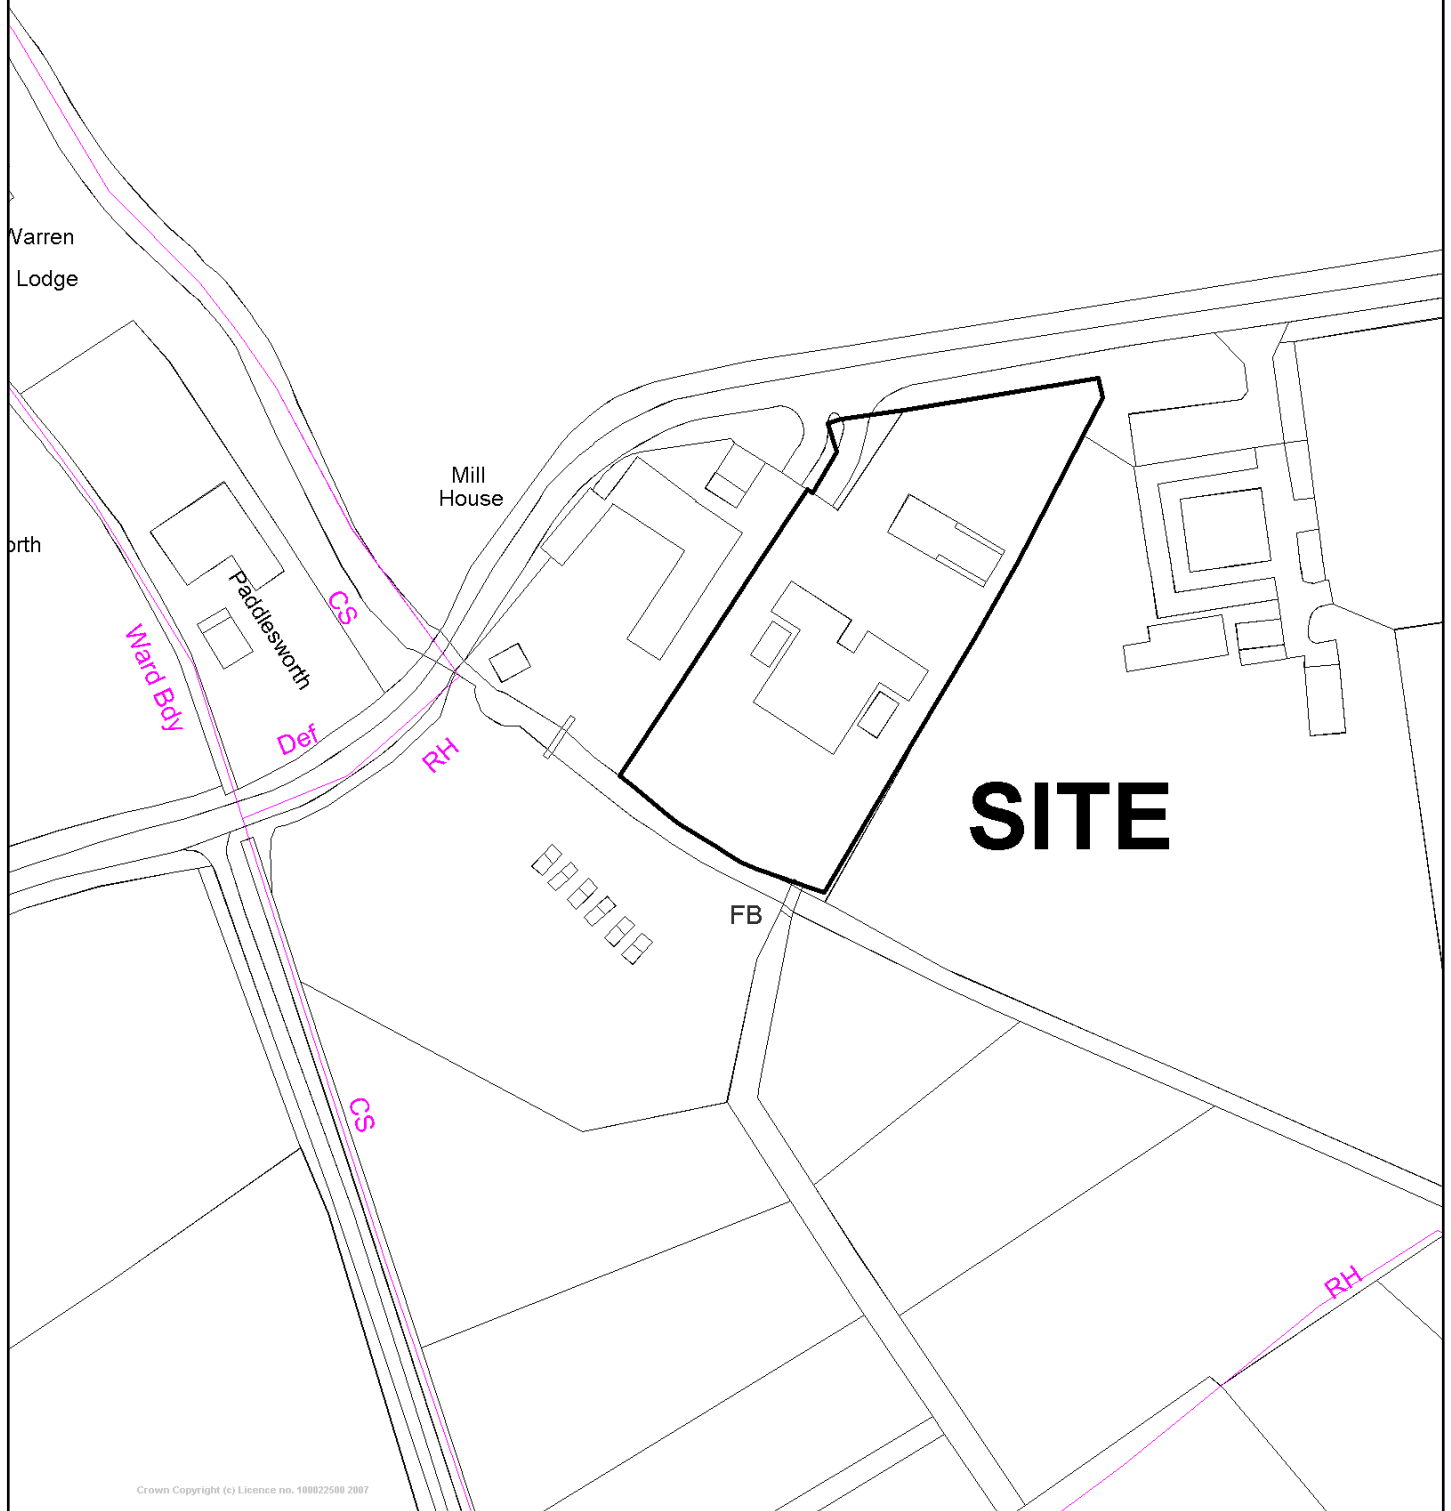 Warren
Lodge
Mill
House
orth
Paddlesworth
CS
Ward Bdy
Def
RH
SITE
FB
CS
RH
Crown Copyright (c) Licence no. 100022500 2007